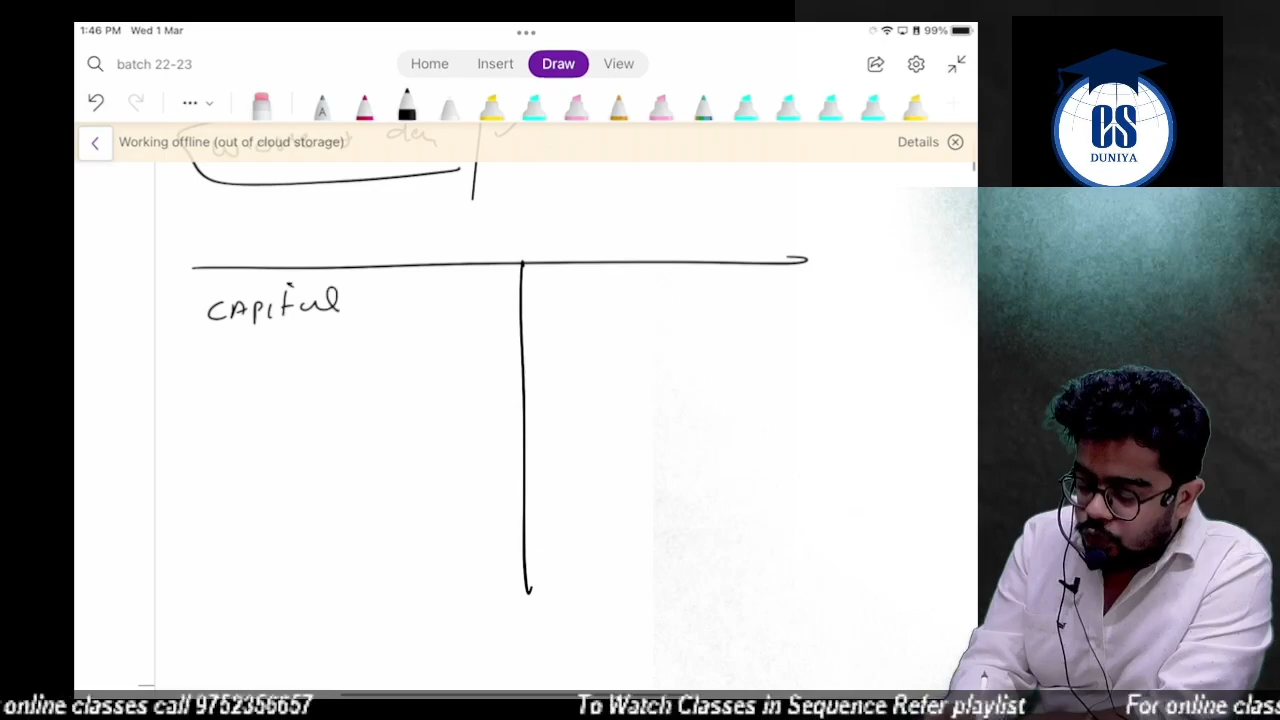 1:46 PM Wed 1 Mar
99%
batch 22-23
Home Insert Draw View
Working offline (out of cloud storage)
Details
CAPITAL
CS
DUNIYA
online classes call 9752356657
To Watch Classes in Sequence Refer playlist
For online class